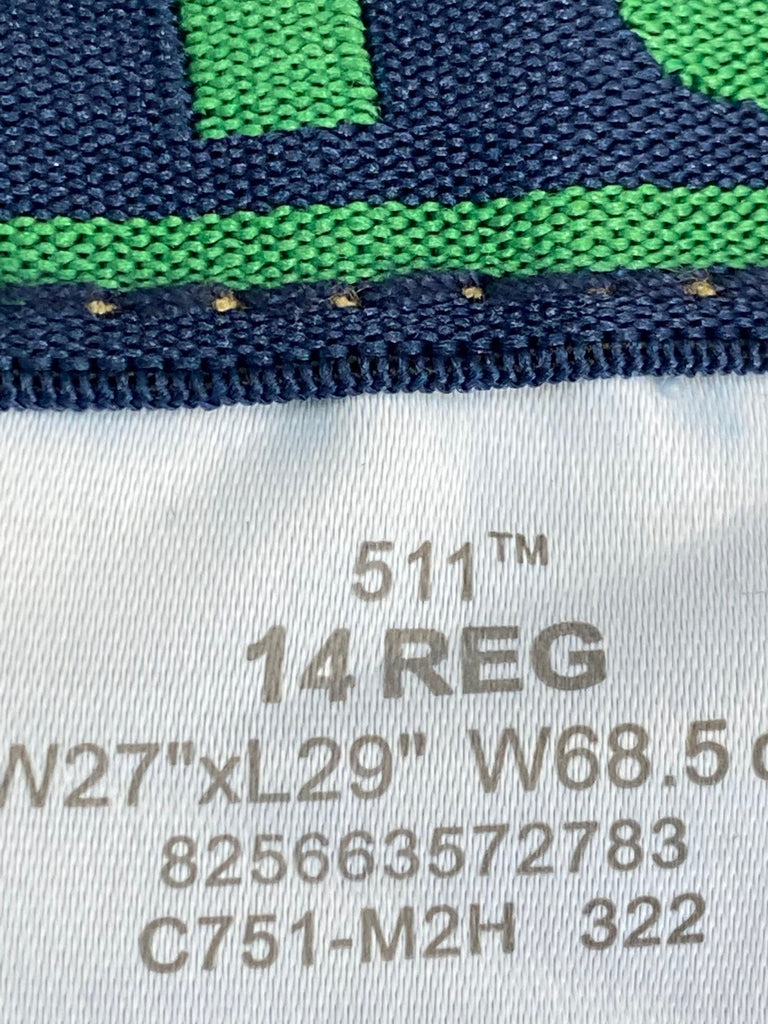 511™
14 REG
W27"xL29" W68.5
825663572783
C751-M2H 322